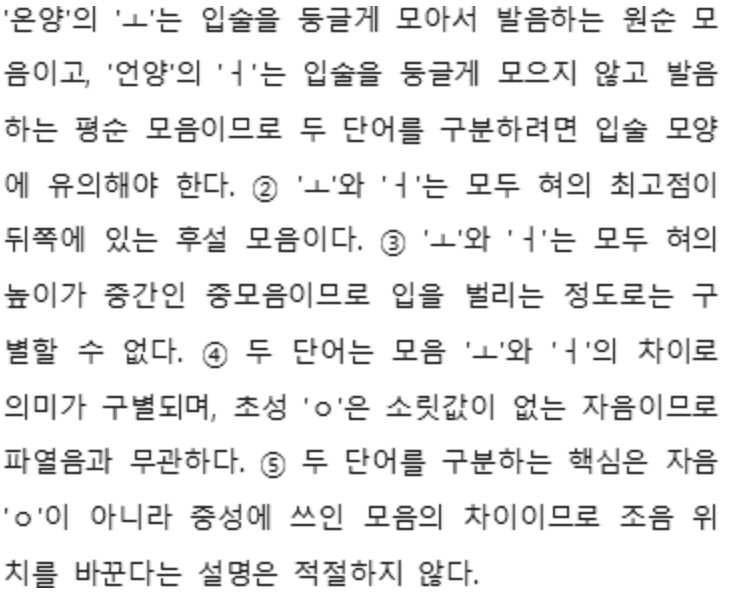 '온양'의 'ㅗ'는 입술을 둥글게 모아서 발음하는 원순 모
음이고, '언양'의 'ㅓ'는 입술을 둥글게 모으지 않고 발음
하는 평순 모음이므로 두 단어를 구분하려면 입술 모양
에 유의해야 한다. ② 'ㅗ'와 'ㅓ'는 모두 혀의 최고점이
뒤쪽에 있는 후설 모음이다. ③ 'ㅗ'와 'ㅓ'는 모두 혀의
높이가 중간인 중모음이므로 입을 벌리는 정도로는 구
별할 수 없다. ④ 두 단어는 모음 'ㅗ'와 'ㅓ'의 차이로
의미가 구별되며, 초성 'ㅇ'은 소릿값이 없는 자음이므로
파열음과 무관하다. ⑤ 두 단어를 구분하는 핵심은 자음
'ㅇ'이 아니라 중성에 쓰인 모음의 차이이므로 조음 위
치를 바꾼다는 설명은 적절하지 않다.